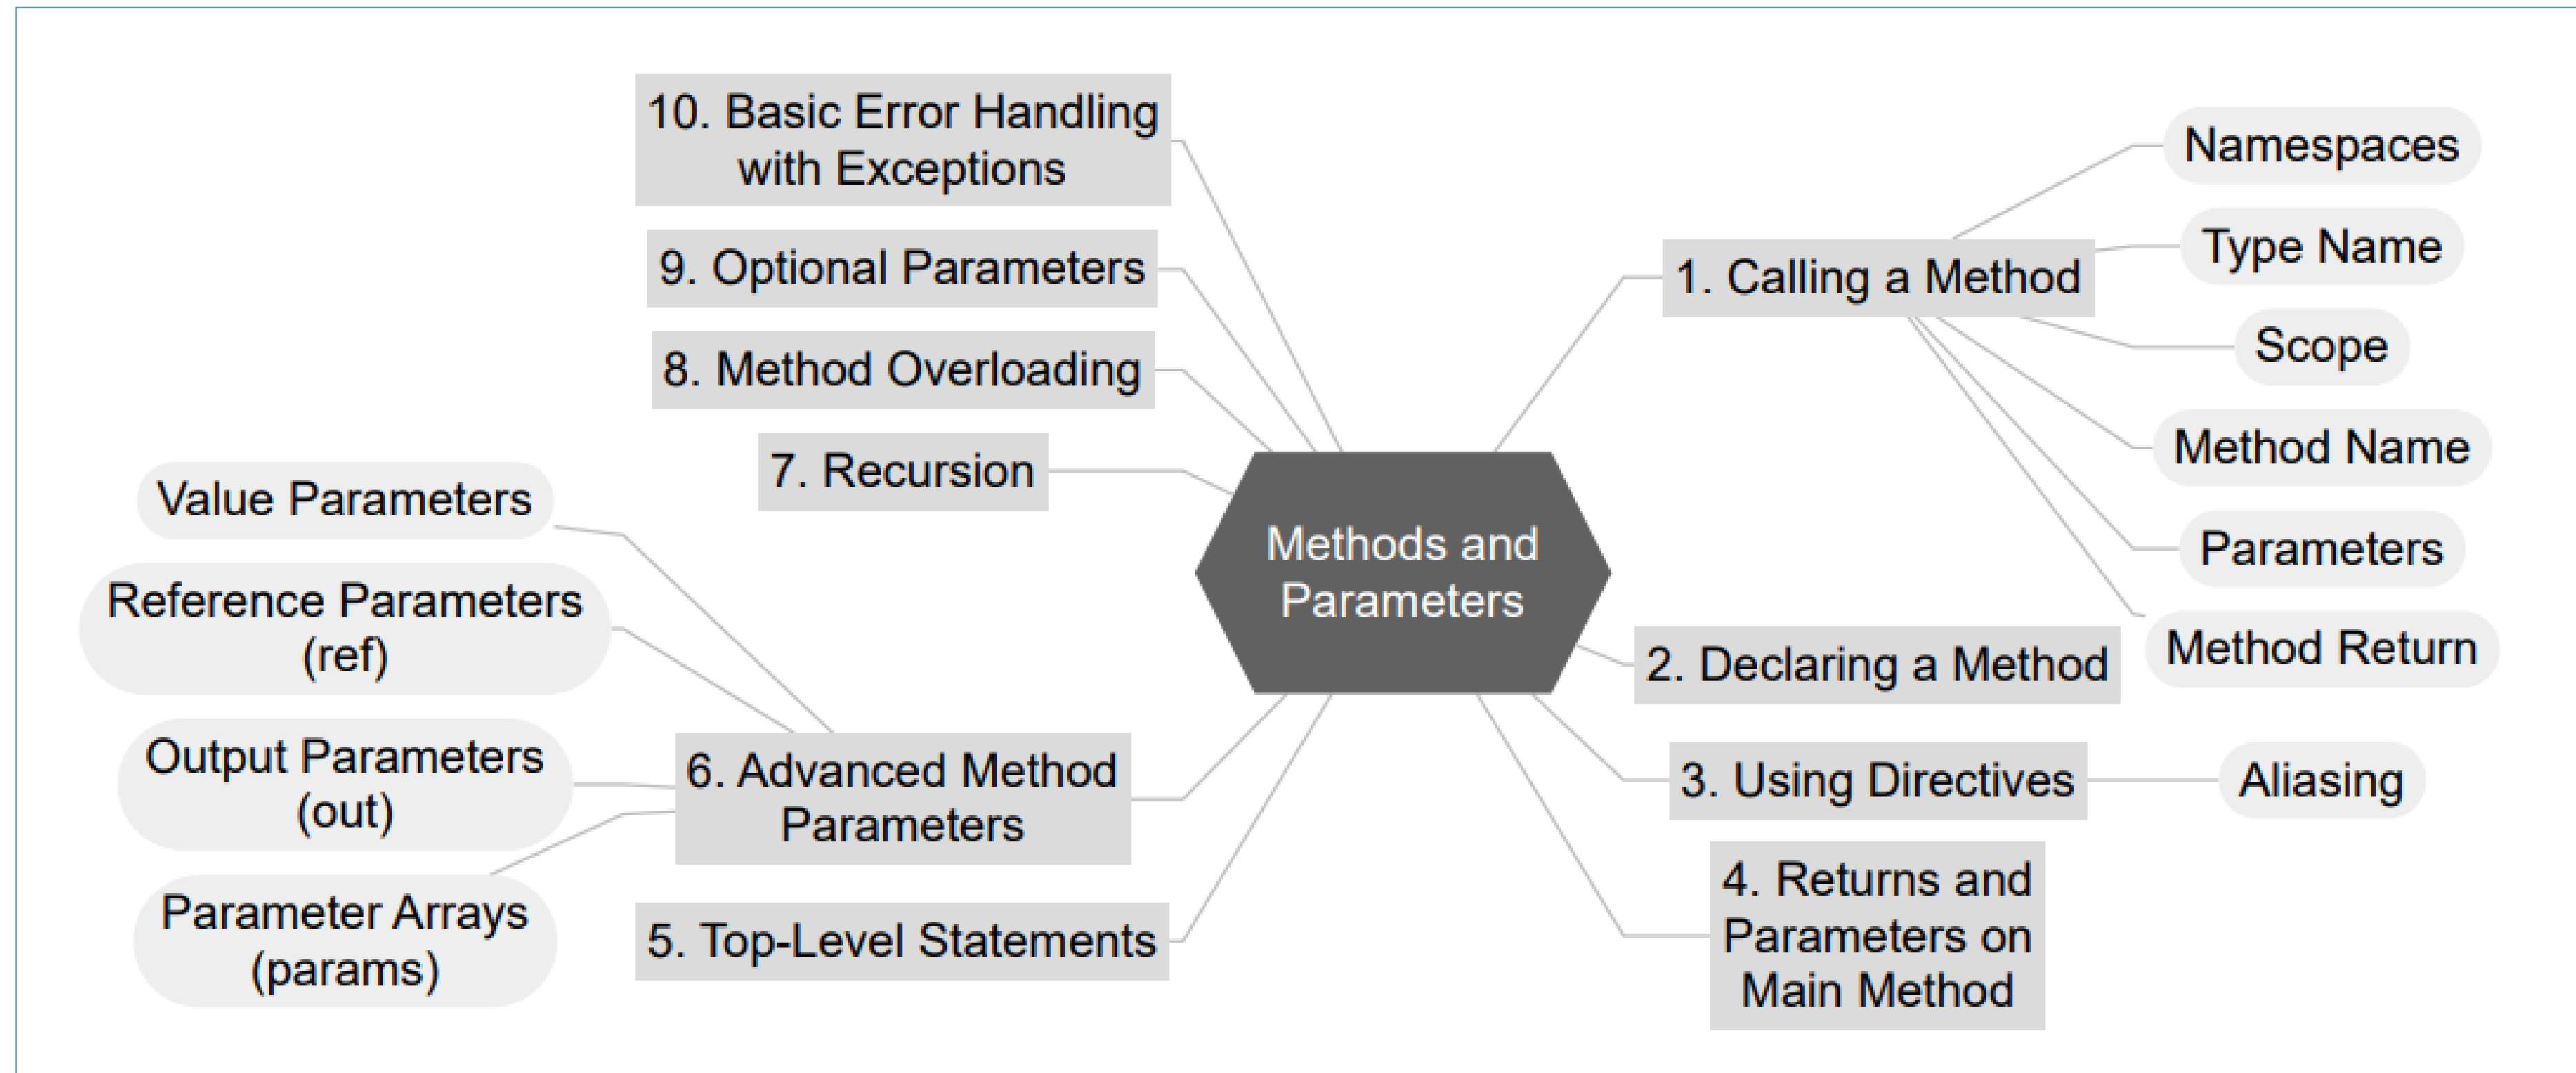 Methods and
Parameters
1. Calling a Method
Namespaces
Type Name
Scope
Method Name
Parameters
Method Return
2. Declaring a Method
3. Using Directives
Aliasing
4. Returns and
Parameters on
Main Method
5. Top-Level Statements
6. Advanced Method
Parameters
Value Parameters
Reference Parameters
(ref)
Output Parameters
(out)
Parameter Arrays
(params)
7. Recursion
8. Method Overloading
9. Optional Parameters
10. Basic Error Handling
with Exceptions